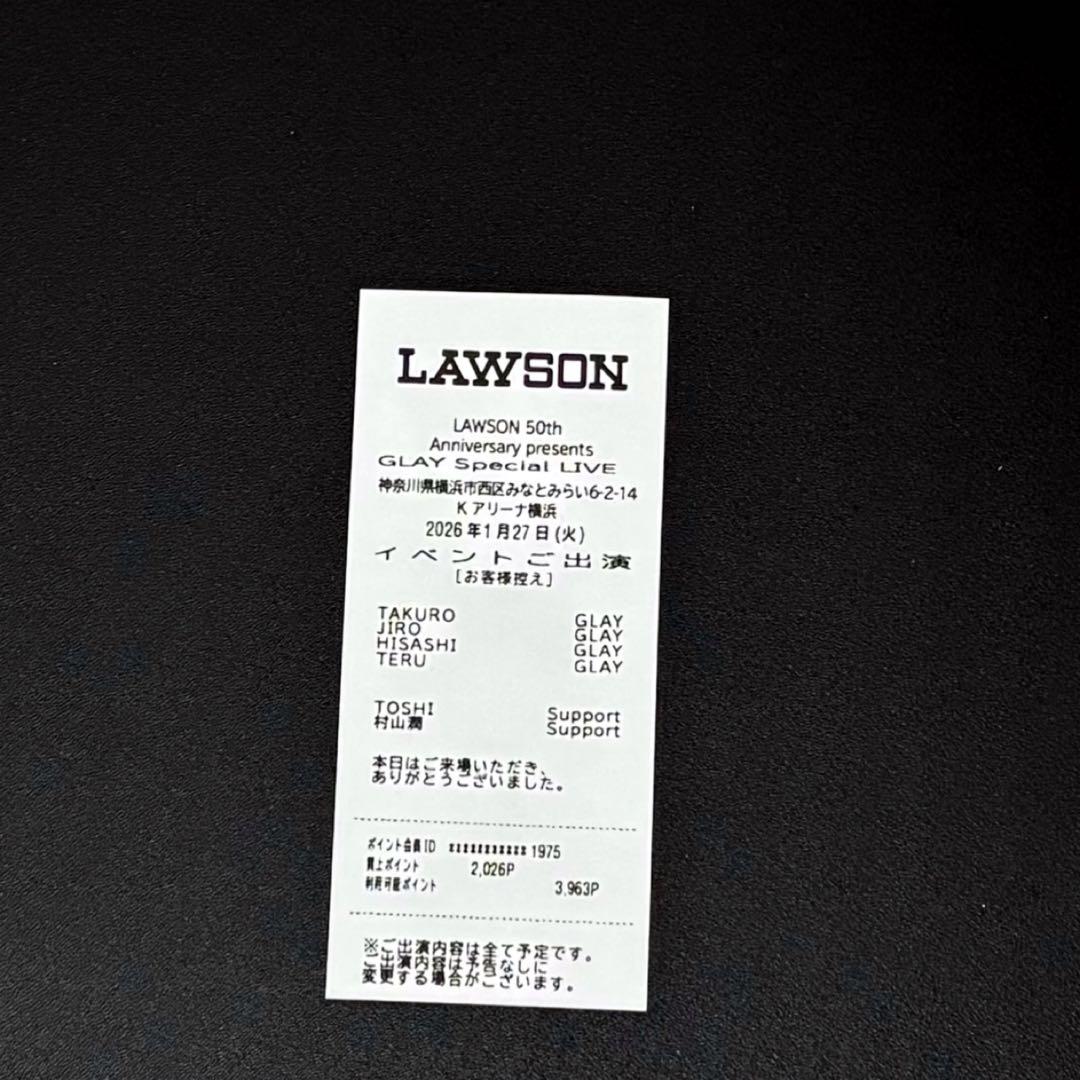 LAWSON
LAWSON 50th
Anniversary presents
GLAY Special LIVE
神奈川県横浜市西区みなとみらい6-2-14
Kアリーナ横浜
2026年1月27日(火)
イベントご出演
[お客様控え]
TAKURO GLAY
JIRO GLAY
HISASHI GLAY
TERU GLAY
TOSHI Support
村山潤 Support
本日はご来場いただき、
ありがとうございました。
ポイント会員ID ***********1975
買上ポイント 2,026P
利用可能ポイント 3,963P
※ご出演内容は全て予定です。
ご出演内容は予告なしに
変更する場合がございます。